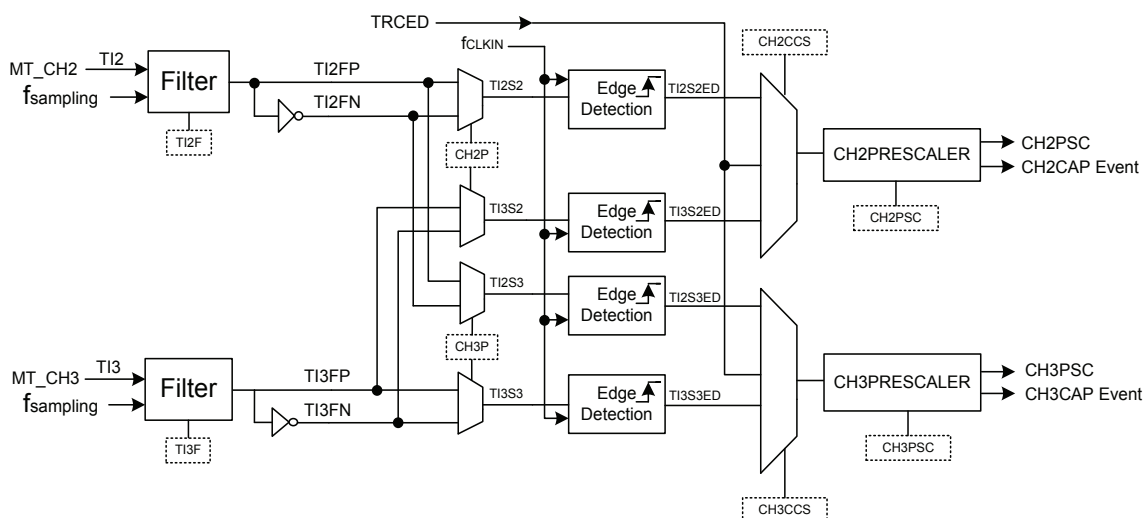 TRCED
fCLKIN
CH2CCS
MT_CH2
TI2
fsampling
Filter
TI2F
TI2FP
TI2FN
CH2P
TI2S2
Edge
Detection
TI2S2ED
CH2PRESCALER
CH2PSC
CH2PSC
CH2CAP Event
TI3S2
Edge
Detection
TI3S2ED
TI2S3
Edge
Detection
TI2S3ED
CH3P
MT_CH3
TI3
fsampling
Filter
TI3F
TI3FP
TI3FN
TI3S3
Edge
Detection
TI3S3ED
CH3PRESCALER
CH3PSC
CH3PSC
CH3CAP Event
CH3CCS